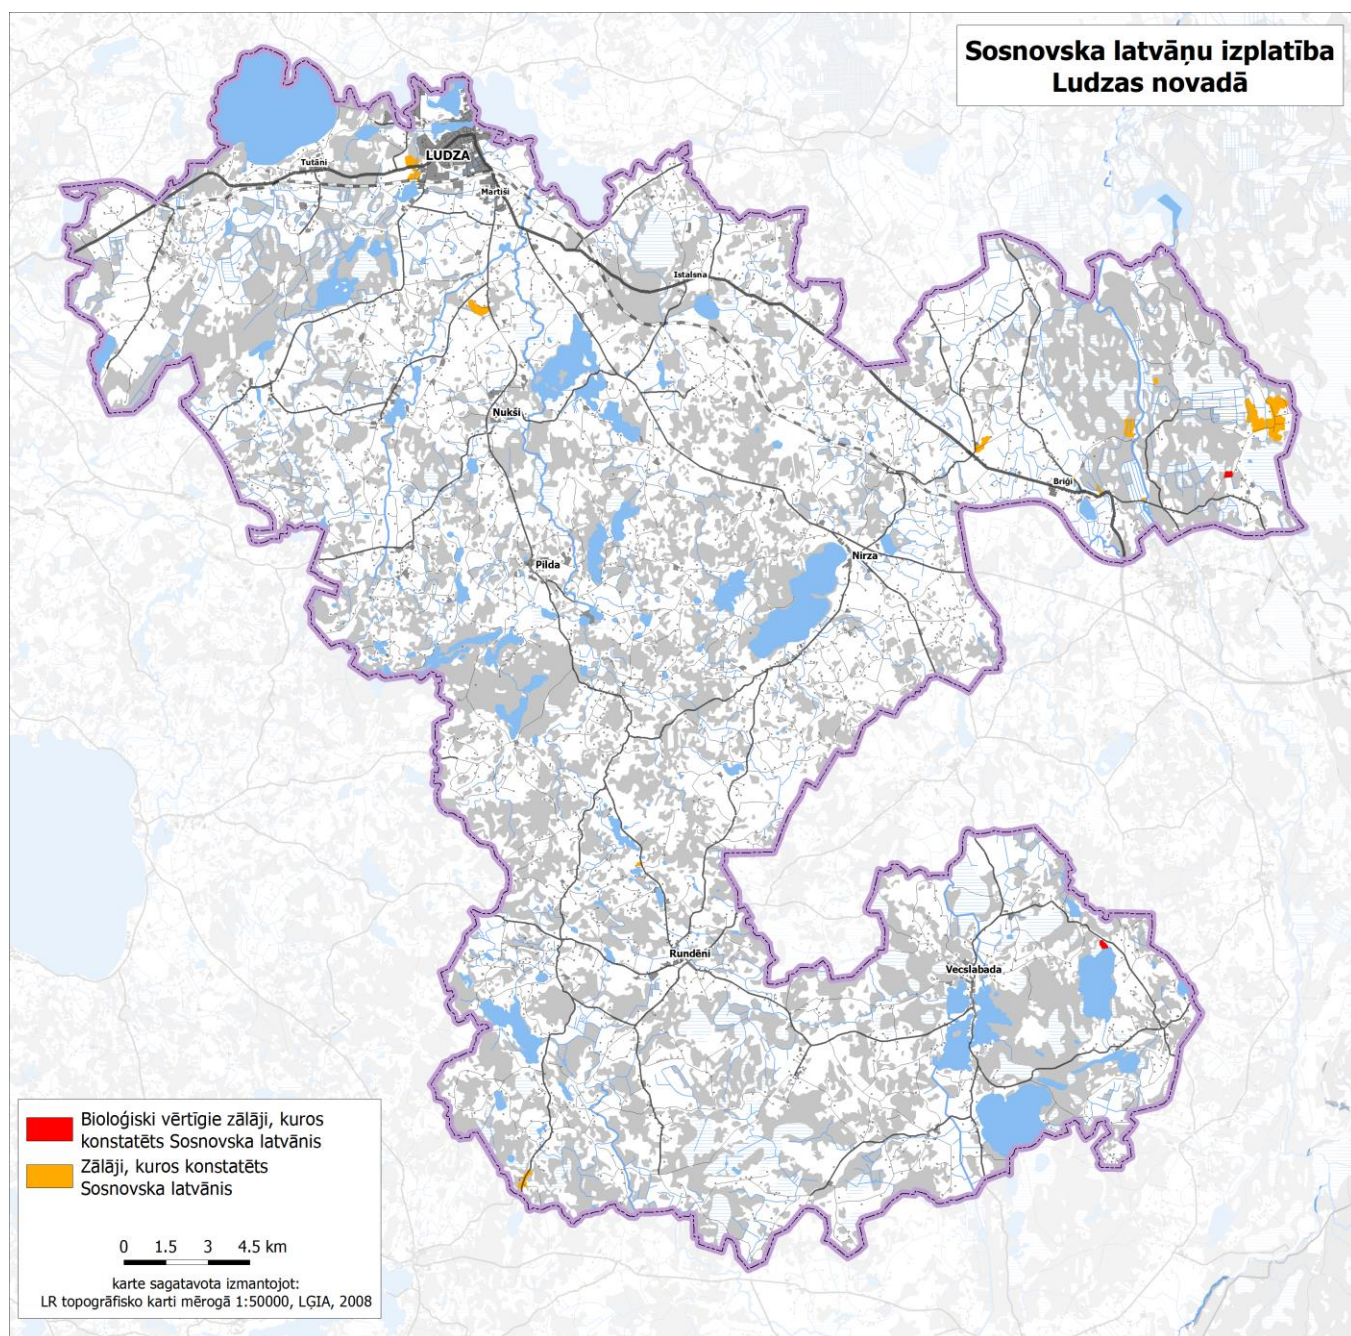 Sosnovska latvāņu izplatība
Ludzas novadā
LUDZA
Tutāni
Martiši
Istalsna
Nukši
Briģi
Nirza
Pilda
Rundēni
Vecslabada
Bioloģiski vērtīgie zālāji, kuros
konstatēts Sosnovska latvānis
Zālāji, kuros konstatēts
Sosnovska latvānis
0 1.5 3 4.5 km
karte sagatavota izmantojot:
LR topogrāfisko karti mērogā 1:50000, LĢIA, 2008